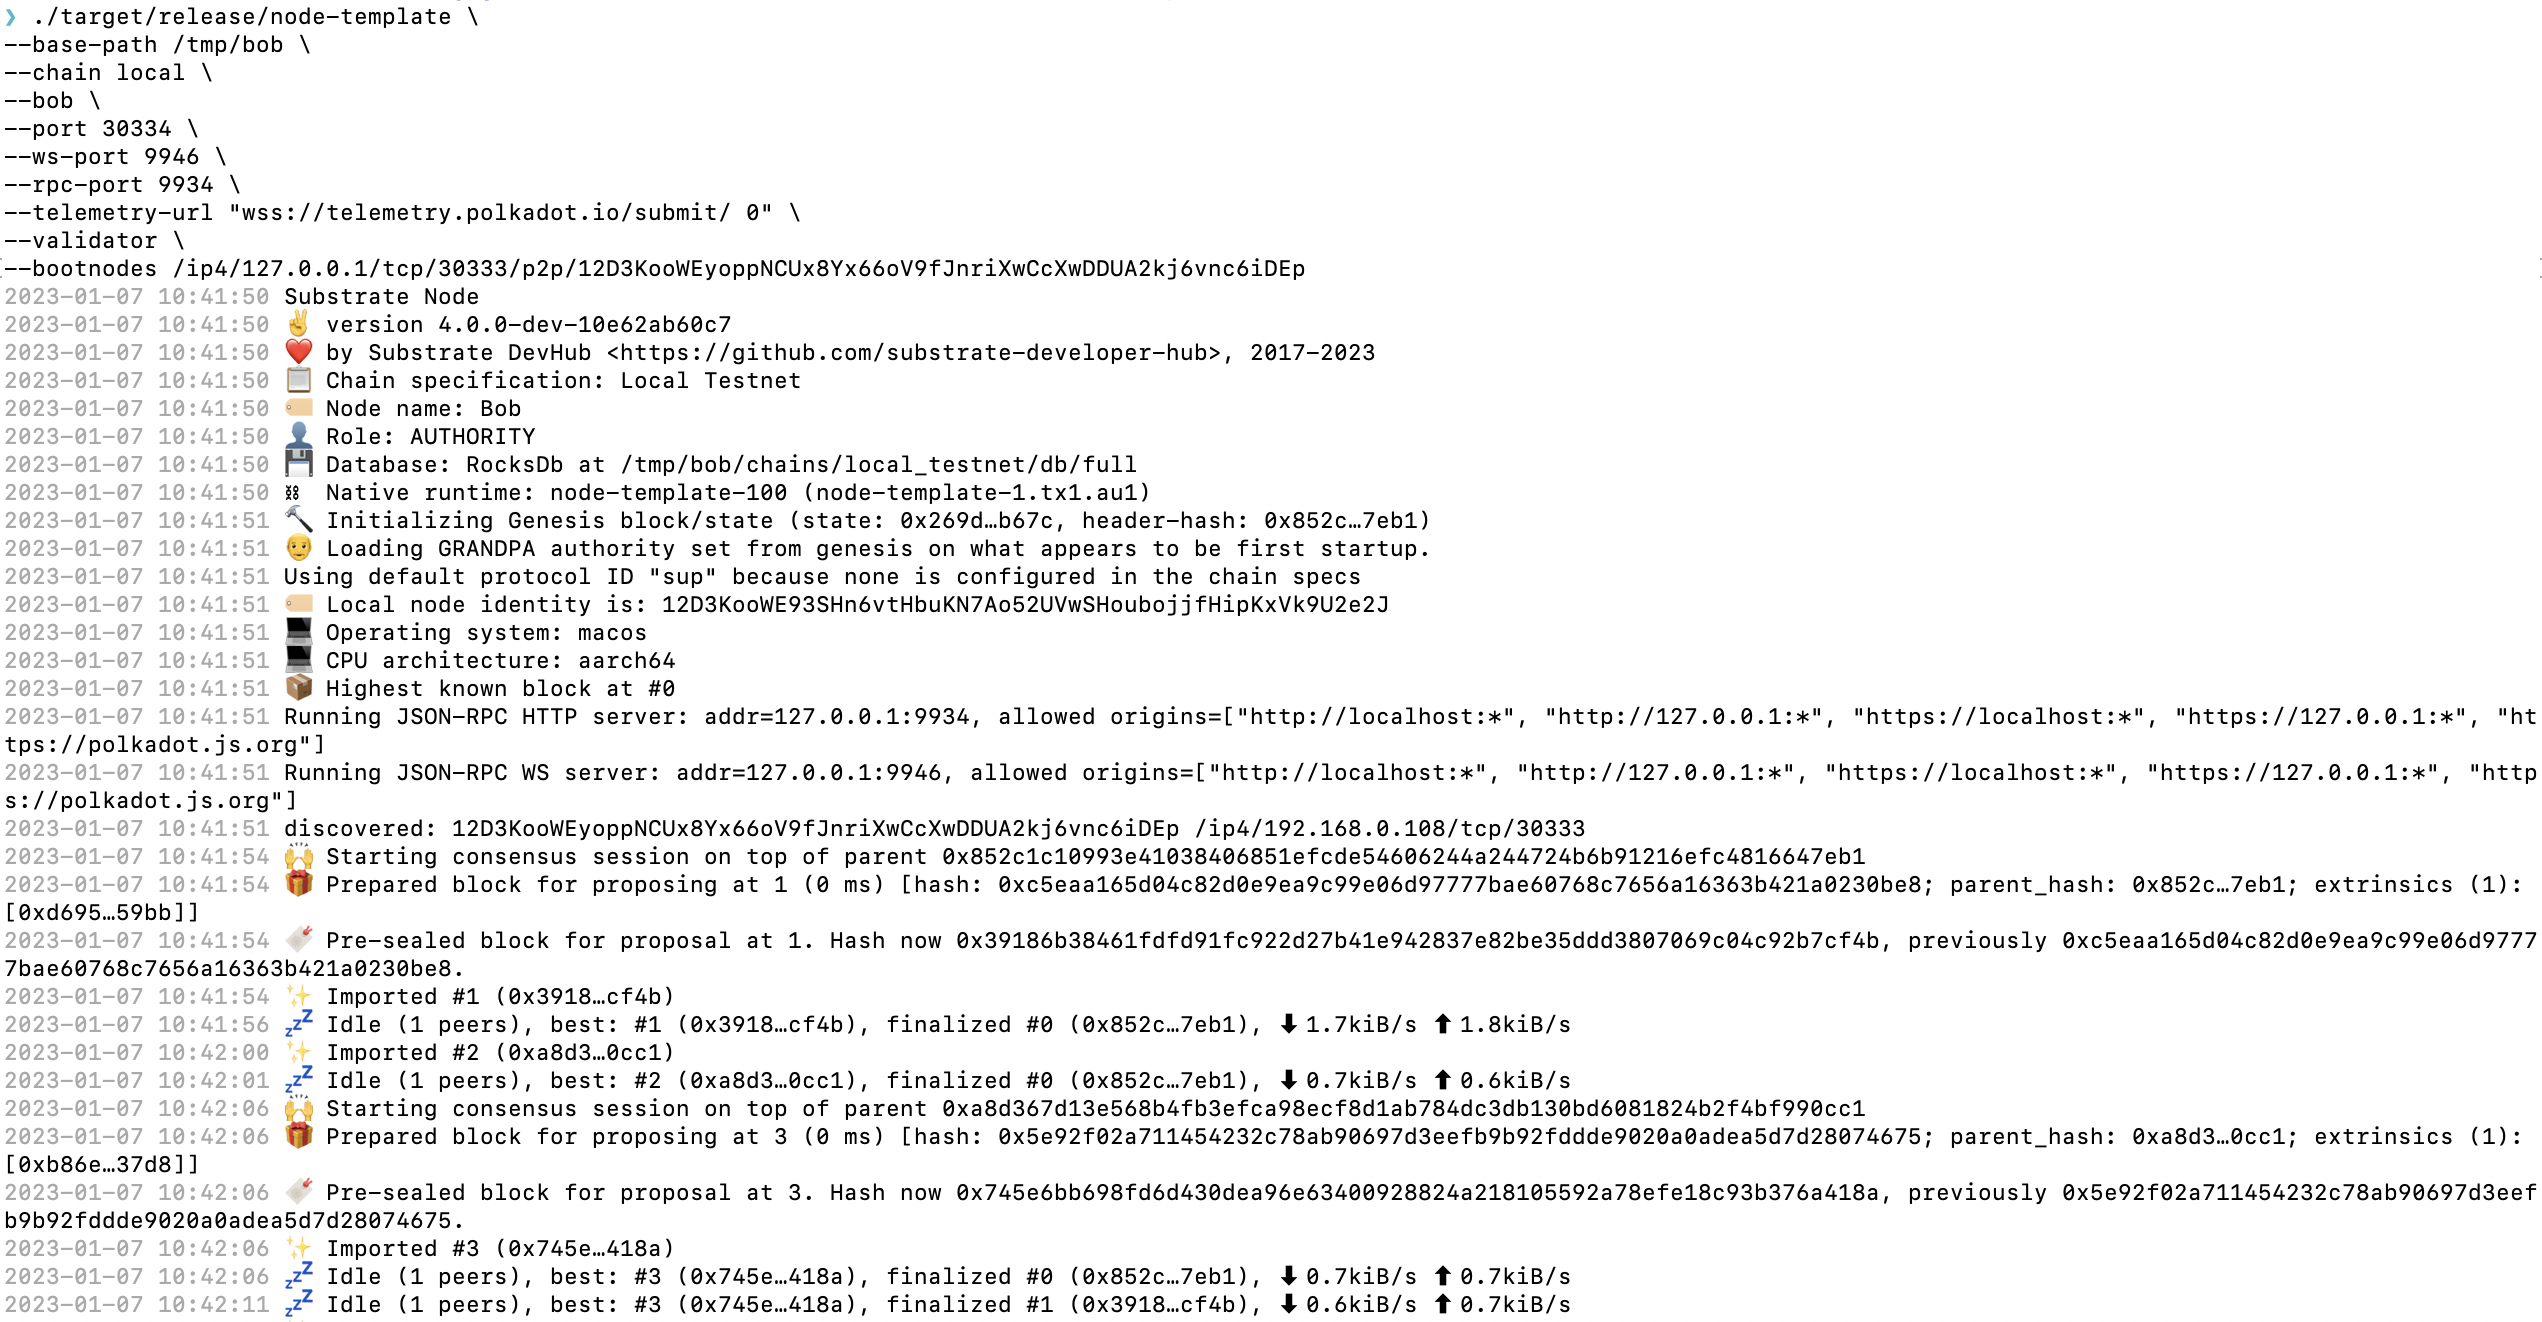 ❯ ./target/release/node-template \
--base-path /tmp/bob \
--chain local \
--bob \
--port 30334 \
--ws-port 9946 \
--rpc-port 9934 \
--telemetry-url "wss://telemetry.polkadot.io/submit/ 0" \
--validator \
--bootnodes /ip4/127.0.0.1/tcp/30333/p2p/12D3KooWEyoppNCUx8Yx66oV9fJnriXwCcXwDDUA2kj6vnc6iDEp
2023-01-07 10:41:50 Substrate Node
2023-01-07 10:41:50 ✌️ version 4.0.0-dev-10e62ab60c7
2023-01-07 10:41:50 ❤️ by Substrate DevHub <https://github.com/substrate-developer-hub>, 2017-2023
2023-01-07 10:41:50 📋 Chain specification: Local Testnet
2023-01-07 10:41:50 🏷 Node name: Bob
2023-01-07 10:41:50 👤 Role: AUTHORITY
2023-01-07 10:41:50 💾 Database: RocksDb at /tmp/bob/chains/local_testnet/db/full
2023-01-07 10:41:50 ⛓ Native runtime: node-template-100 (node-template-1.tx1.au1)
2023-01-07 10:41:51 🔨 Initializing Genesis block/state (state: 0x269d…b67c, header-hash: 0x852c…7eb1)
2023-01-07 10:41:51 👴 Loading GRANDPA authority set from genesis on what appears to be first startup.
2023-01-07 10:41:51 Using default protocol ID "sup" because none is configured in the chain specs
2023-01-07 10:41:51 🏷 Local node identity is: 12D3KooWE93SHn6vtHbuKN7Ao52UVwSHoubojjfHipKxVk9U2e2J
2023-01-07 10:41:51 💻 Operating system: macos
2023-01-07 10:41:51 💻 CPU architecture: aarch64
2023-01-07 10:41:51 📦 Highest known block at #0
2023-01-07 10:41:51 Running JSON-RPC HTTP server: addr=127.0.0.1:9934, allowed origins=["http://localhost:*", "http://127.0.0.1:*", "https://localhost:*", "https://127.0.0.1:*", "ht
tps://polkadot.js.org"]
2023-01-07 10:41:51 Running JSON-RPC WS server: addr=127.0.0.1:9946, allowed origins=["http://localhost:*", "http://127.0.0.1:*", "https://localhost:*", "https://127.0.0.1:*", "http
s://polkadot.js.org"]
2023-01-07 10:41:51 discovered: 12D3KooWEyoppNCUx8Yx66oV9fJnriXwCcXwDDUA2kj6vnc6iDEp /ip4/192.168.0.108/tcp/30333
2023-01-07 10:41:54 🙌 Starting consensus session on top of parent 0x852c1c10993e41038406851efcde54606244a244724b6b91216efc4816647eb1
2023-01-07 10:41:54 🎁 Prepared block for proposing at 1 (0 ms) [hash: 0xc5eaa165d04c82d0e9ea9c99e06d97777bae60768c7656a16363b421a0230be8; parent_hash: 0x852c…7eb1; extrinsics (1):
[0xd695…59bb]]
2023-01-07 10:41:54 🔖 Pre-sealed block for proposal at 1. Hash now 0x39186b38461fdfd91fc922d27b41e942837e82be35ddd3807069c04c92b7cf4b, previously 0xc5eaa165d04c82d0e9ea9c99e06d9777
7bae60768c7656a16363b421a0230be8.
2023-01-07 10:41:54 ✨ Imported #1 (0x3918…cf4b)
2023-01-07 10:41:56 💤 Idle (1 peers), best: #1 (0x3918…cf4b), finalized #0 (0x852c…7eb1), ⬇ 1.7kiB/s ⬆ 1.8kiB/s
2023-01-07 10:42:00 ✨ Imported #2 (0xa8d3…0cc1)
2023-01-07 10:42:01 💤 Idle (1 peers), best: #2 (0xa8d3…0cc1), finalized #0 (0x852c…7eb1), ⬇ 0.7kiB/s ⬆ 0.6kiB/s
2023-01-07 10:42:06 🙌 Starting consensus session on top of parent 0xa8d367d13e568b4fb3efca98ecf8d1ab784dc3db130bd6081824b2f4bf990cc1
2023-01-07 10:42:06 🎁 Prepared block for proposing at 3 (0 ms) [hash: 0x5e92f02a711454232c78ab90697d3eefb9b92fddde9020a0adea5d7d28074675; parent_hash: 0xa8d3…0cc1; extrinsics (1):
[0xb86e…37d8]]
2023-01-07 10:42:06 🔖 Pre-sealed block for proposal at 3. Hash now 0x745e6bb698fd6d430dea96e63400928824a218105592a78efe18c93b376a418a, previously 0x5e92f02a711454232c78ab90697d3eef
b9b92fddde9020a0adea5d7d28074675.
2023-01-07 10:42:06 ✨ Imported #3 (0x745e…418a)
2023-01-07 10:42:06 💤 Idle (1 peers), best: #3 (0x745e…418a), finalized #0 (0x852c…7eb1), ⬇ 0.7kiB/s ⬆ 0.7kiB/s
2023-01-07 10:42:11 💤 Idle (1 peers), best: #3 (0x745e…418a), finalized #1 (0x3918…cf4b), ⬇ 0.6kiB/s ⬆ 0.7kiB/s